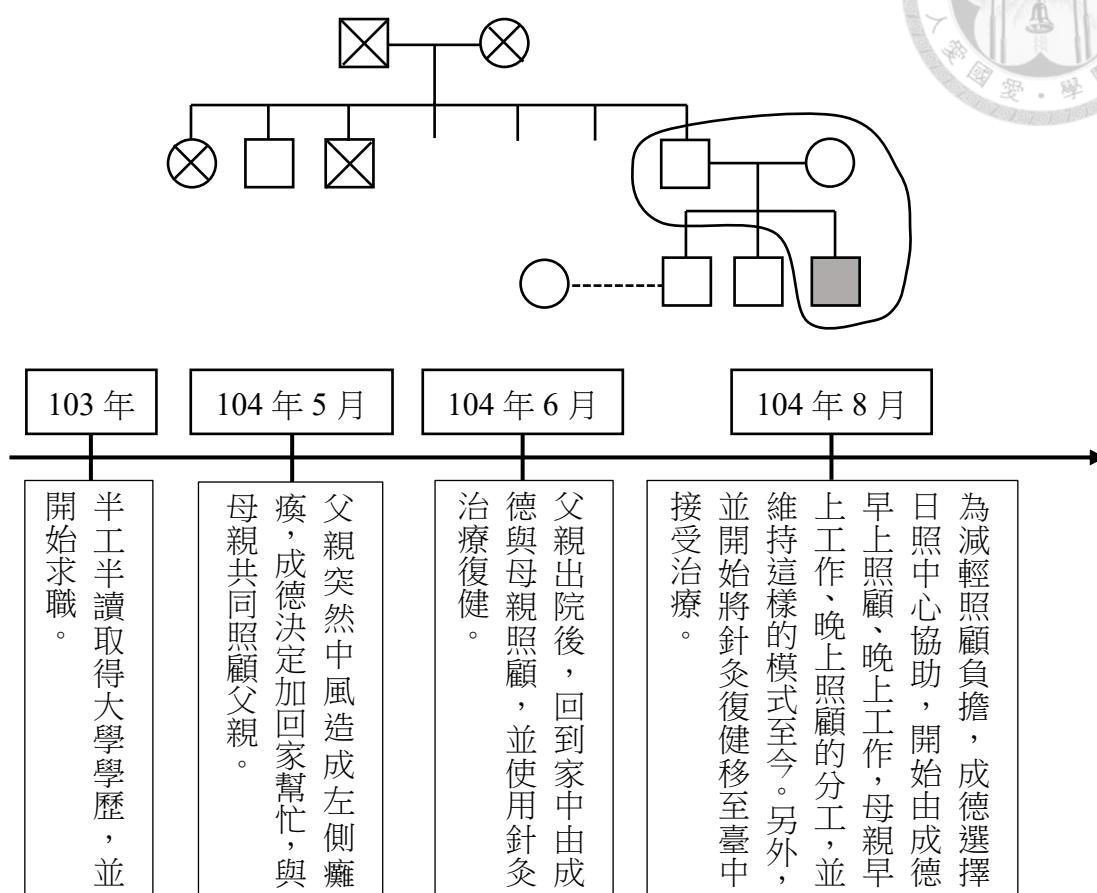 人愛國愛·學
103 年
半工半讀取得大學學歷，並
開始求職。
104 年 5 月
父親突然中風造成左側癱
瘓，成德決定加回家幫忙，與
母親共同照顧父親。
104 年 6 月
父親出院後，回到家中由成
德與母親照顧，並使用針灸
治療復健。
104 年 8 月
為減輕照顧負擔，成德選擇
日照中心協助，開始由成德
早上照顧、晚上工作，母親早
上工作、晚上照顧的分工，並
維持這樣的模式至今。另外，
並開始將針灸復健移至臺中
接受治療。